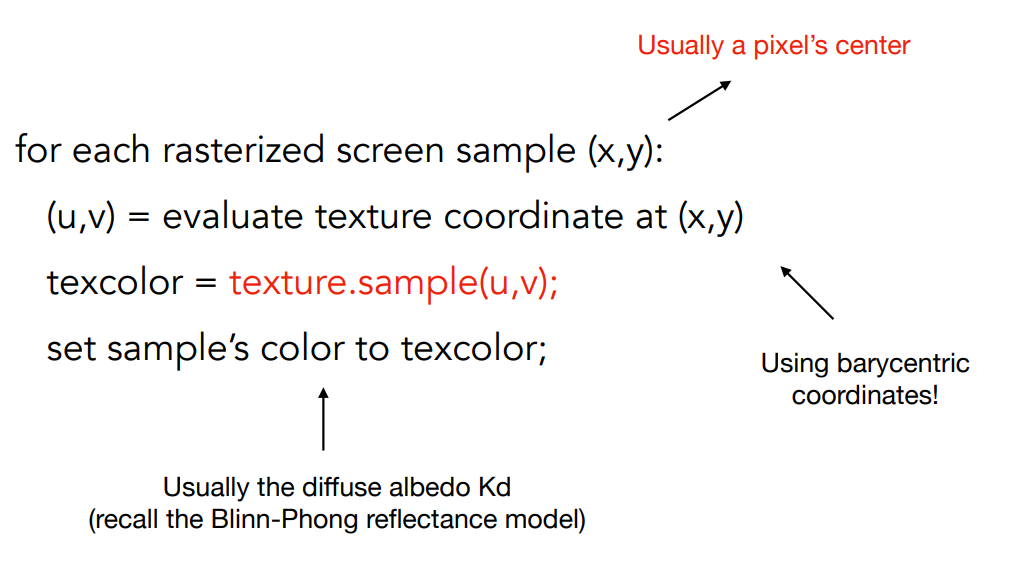 Usually a pixel’s center
for each rasterized screen sample (x,y):
(u,v) = evaluate texture coordinate at (x,y)
texcolor = texture.sample(u,v);
set sample’s color to texcolor;
Using barycentric
coordinates!
Usually the diffuse albedo Kd
(recall the Blinn-Phong reflectance model)